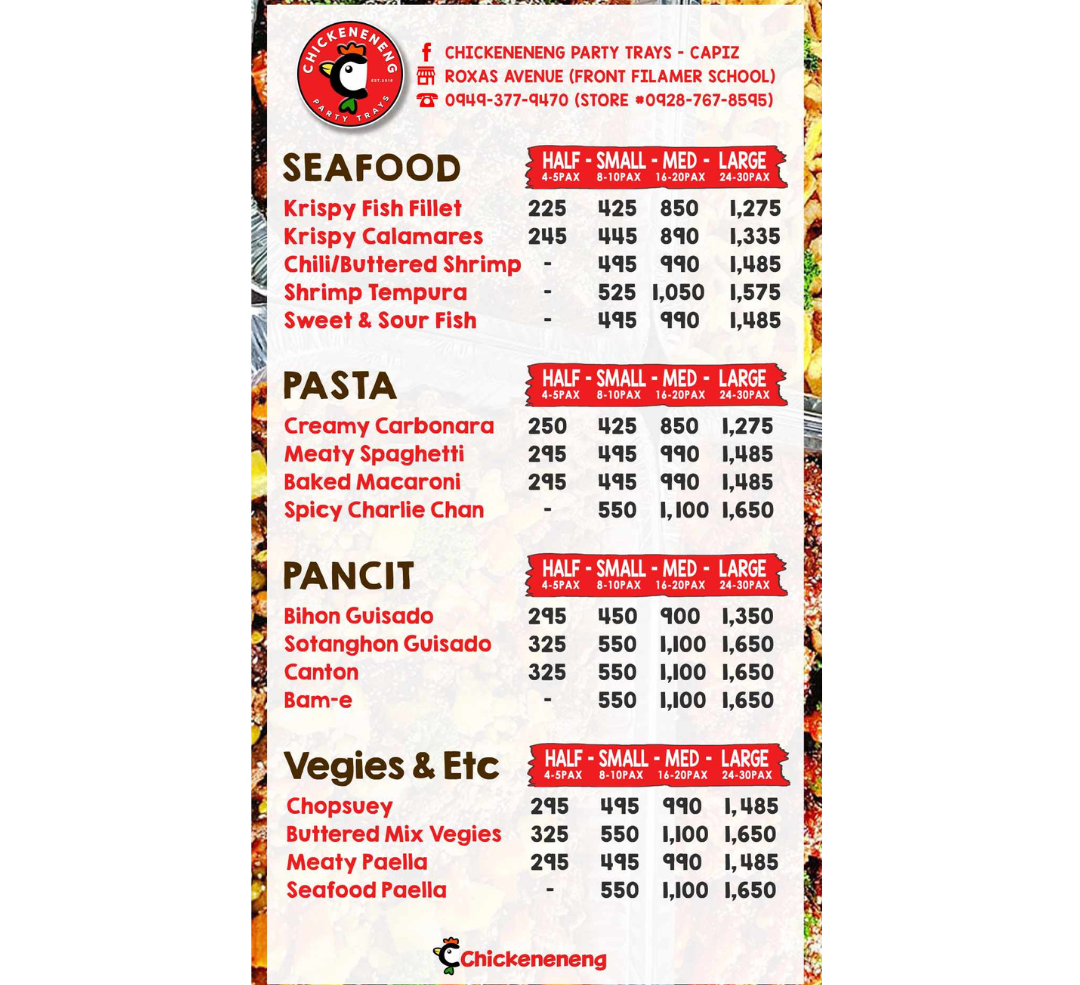 CHICKENENENG
EST. 2018
PARTY TRAYS
CHICKENENENG PARTY TRAYS - CAPIZ
ROXAS AVENUE (FRONT FILAMER SCHOOL)
0949-377-9470 (STORE #0928-767-8595)
SEAFOOD HALF - SMALL - MED - LARGE
4-5PAX 8-10PAX 16-20PAX 24-30PAX
Krispy Fish Fillet 225 425 850 1,275
Krispy Calamares 245 445 890 1,335
Chili/Buttered Shrimp - 495 990 1,485
Shrimp Tempura - 525 1,050 1,575
Sweet & Sour Fish - 495 990 1,485
PASTA HALF - SMALL - MED - LARGE
4-5PAX 8-10PAX 16-20PAX 24-30PAX
Creamy Carbonara 250 425 850 1,275
Meaty Spaghetti 295 495 990 1,485
Baked Macaroni 295 495 990 1,485
Spicy Charlie Chan - 550 1,100 1,650
PANCIT HALF - SMALL - MED - LARGE
4-5PAX 8-10PAX 16-20PAX 24-30PAX
Bihon Guisado 295 450 900 1,350
Sotanghon Guisado 325 550 1,100 1,650
Canton 325 550 1,100 1,650
Bam-e - 550 1,100 1,650
Vegies & Etc HALF - SMALL - MED - LARGE
4-5PAX 8-10PAX 16-20PAX 24-30PAX
Chopsuey 295 495 990 1,485
Buttered Mix Vegies 325 550 1,100 1,650
Meaty Paella 295 495 990 1,485
Seafood Paella - 550 1,100 1,650
Chickeneneng